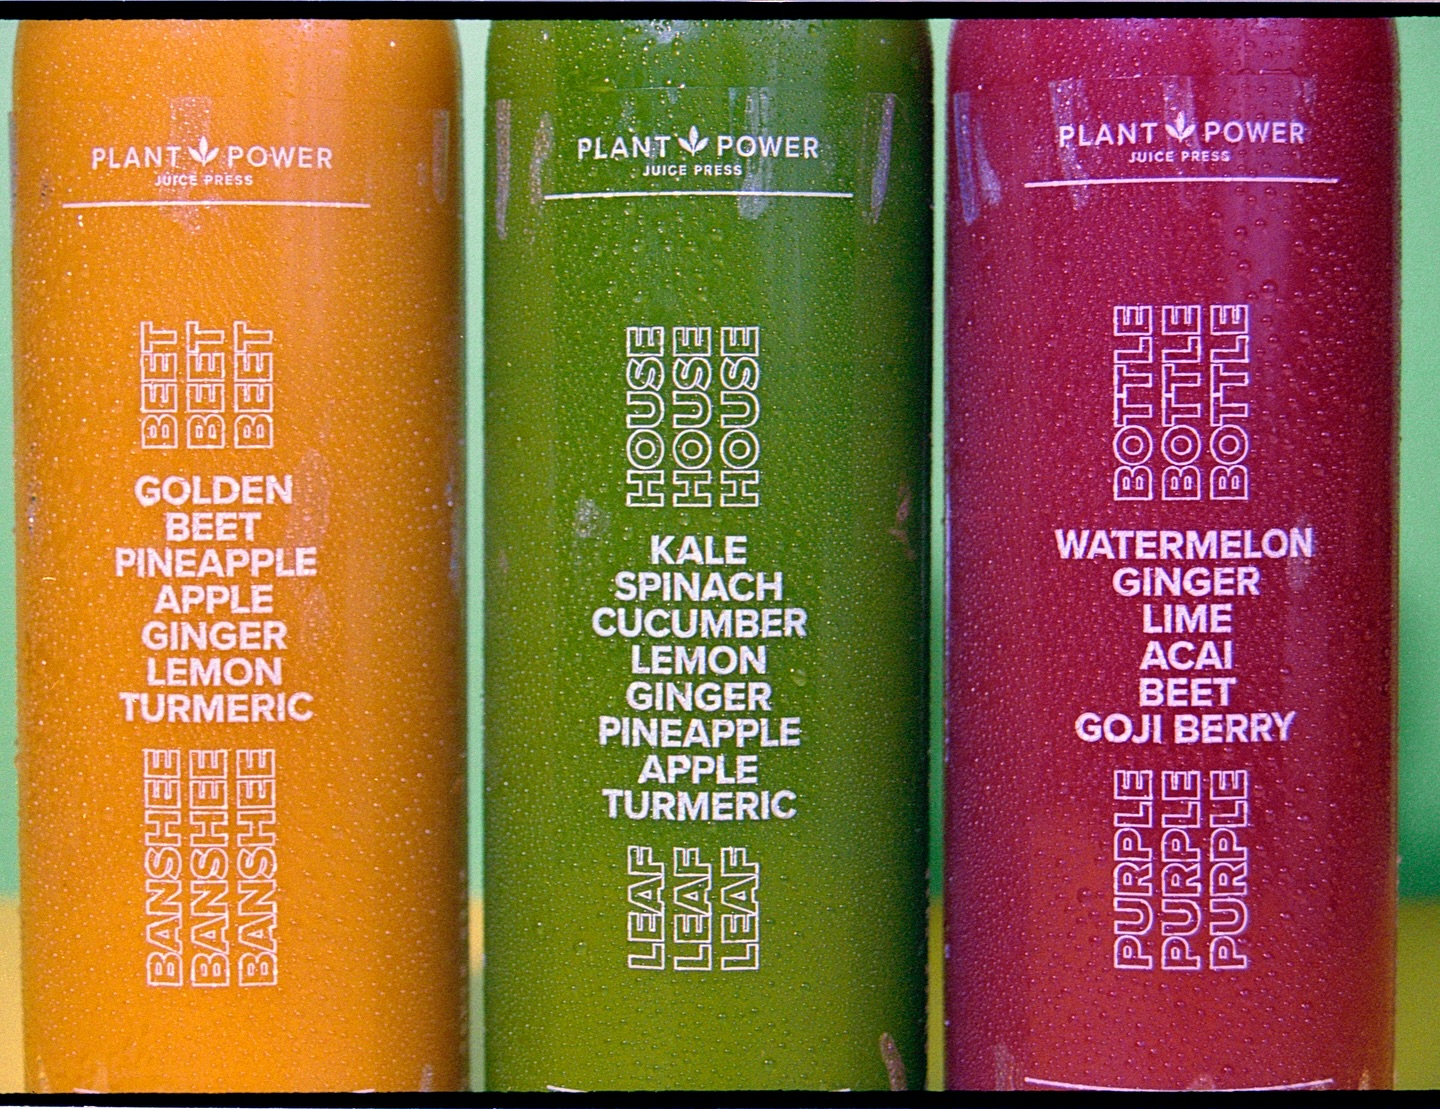 PLANT POWER
JUICE PRESS
BEET
BEET
BEET
GOLDEN
BEET
PINEAPPLE
APPLE
GINGER
LEMON
TURMERIC
BANSHEE
BANSHEE
BANSHEE
PLANT POWER
JUICE PRESS
HOUSE
HOUSE
HOUSE
KALE
SPINACH
CUCUMBER
LEMON
GINGER
PINEAPPLE
APPLE
TURMERIC
LEAF
LEAF
LEAF
PLANT POWER
JUICE PRESS
BOTTLE
BOTTLE
BOTTLE
WATERMELON
GINGER
LIME
ACAI
BEET
GOJI BERRY
PURPLE
PURPLE
PURPLE